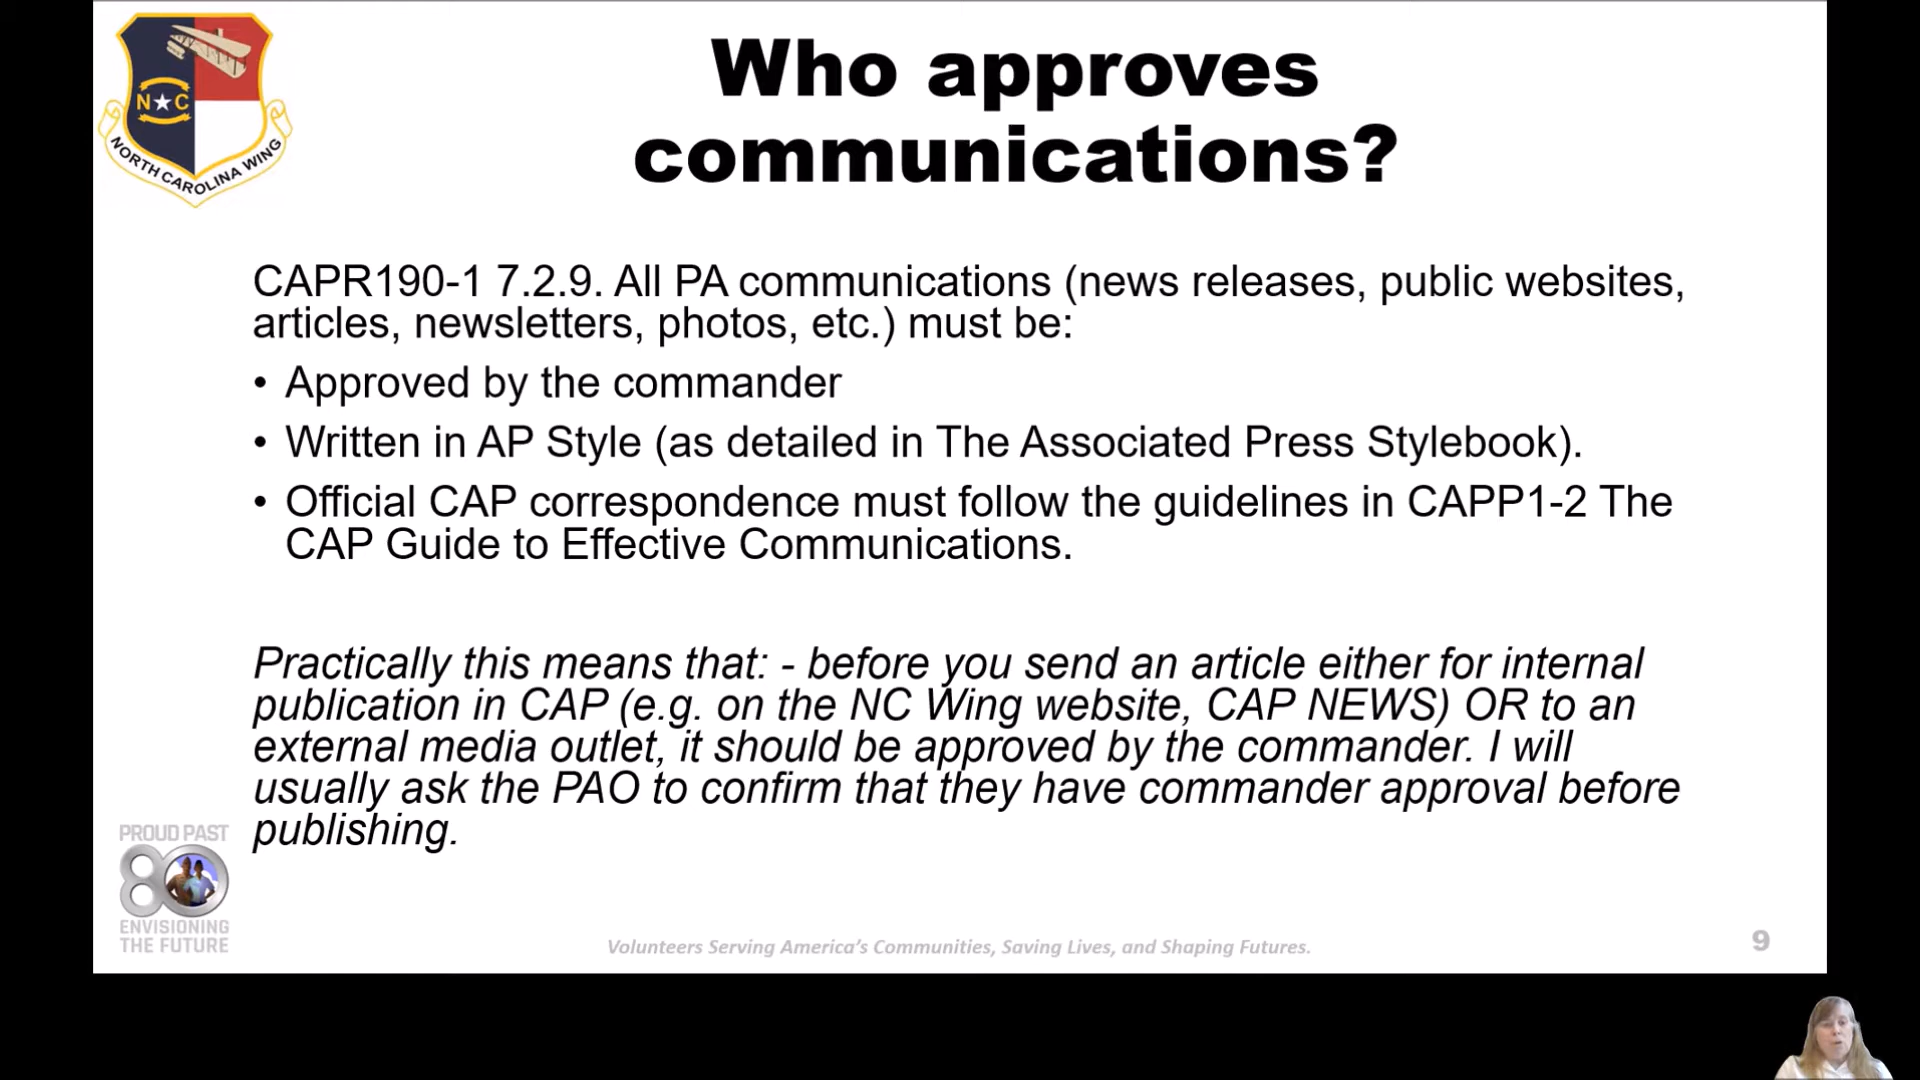 Who approves
communications?
N C
NORTH CAROLINA WING
CAPR190-1 7.2.9. All PA communications (news releases, public websites,
articles, newsletters, photos, etc.) must be:
• Approved by the commander
• Written in AP Style (as detailed in The Associated Press Stylebook).
• Official CAP correspondence must follow the guidelines in CAPP1-2 The
CAP Guide to Effective Communications.
Practically this means that: - before you send an article either for internal
publication in CAP (e.g. on the NC Wing website, CAP NEWS) OR to an
external media outlet, it should be approved by the commander. I will
usually ask the PAO to confirm that they have commander approval before
publishing.
PROUD PAST
80
ENVISIONING
THE FUTURE
Volunteers Serving America's Communities, Saving Lives, and Shaping Futures.
9